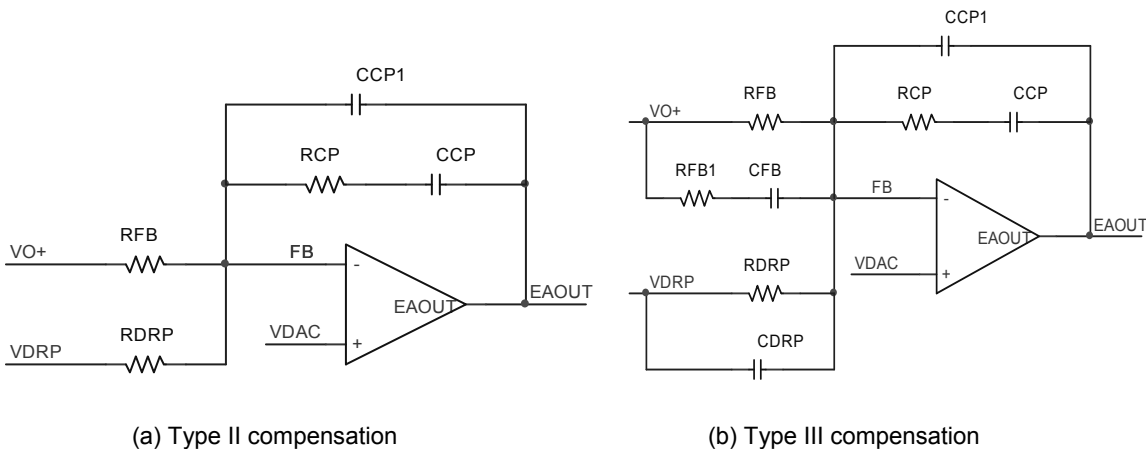 CCP1
RCP
CCP
VO+
RFB
FB
EAOUT
EAOUT
VDRP
RDRP
VDAC
-
+
(a) Type II compensation
CCP1
VO+
RFB
RCP
CCP
RFB1
CFB
FB
-
EAOUT
EAOUT
VDRP
RDRP
VDAC
+
CDRP
(b) Type III compensation